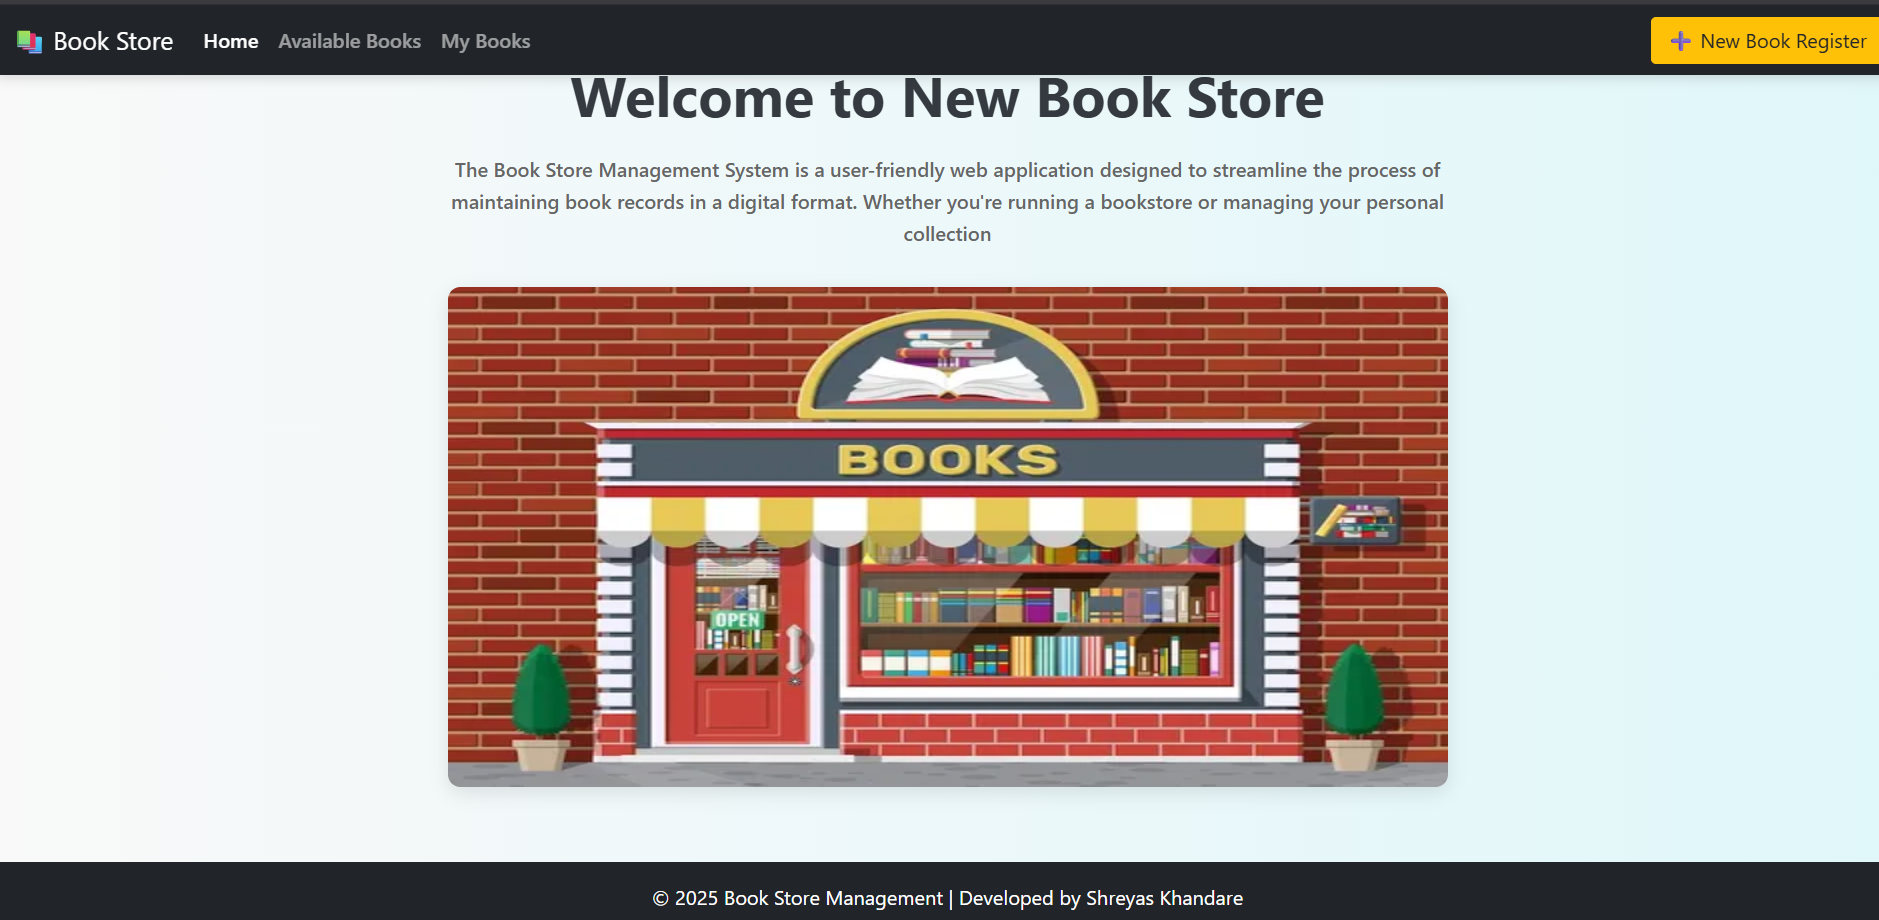 Book Store Home Available Books My Books New Book Register
Welcome to New Book Store
The Book Store Management System is a user-friendly web application designed to streamline the process of
maintaining book records in a digital format. Whether you're running a bookstore or managing your personal
collection
BOOKS
OPEN
© 2025 Book Store Management | Developed by Shreyas Khandare